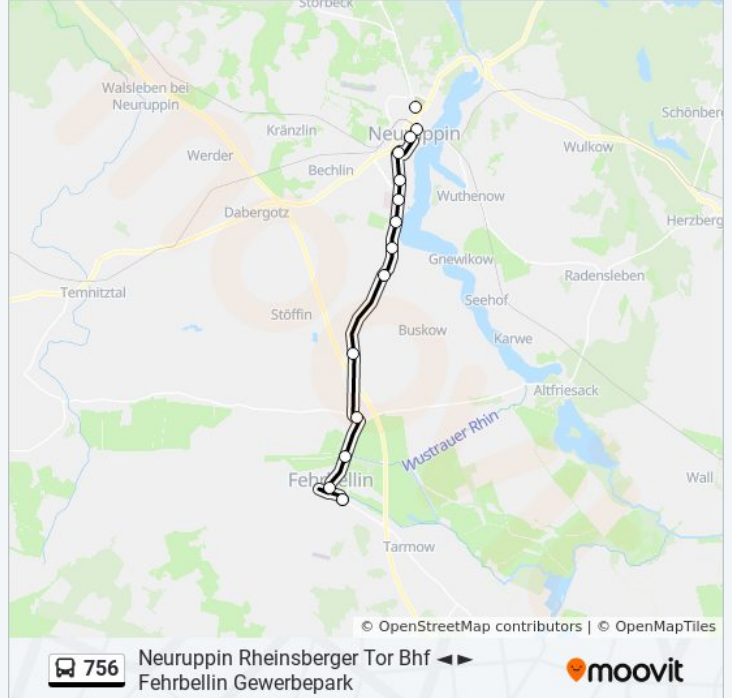 Storbeck
Walsleben bei
Neuruppin
Schönberg
Kränzlin
Neuruppin
Werder
Wulkow
Bechlin
Wuthenow
Dabergotz
Herzberg
Gnewikow
Radensleben
Temnitztal
Seehof
Stöffin
Buskow
Karwe
Altfriesack
Wustrauer Rhin
Fehrbellin
Wall
Tarmow
© OpenStreetMap contributors | © OpenMapTiles
756 Neuruppin Rheinsberger Tor Bhf ◄►
Fehrbellin Gewerbepark
moovit